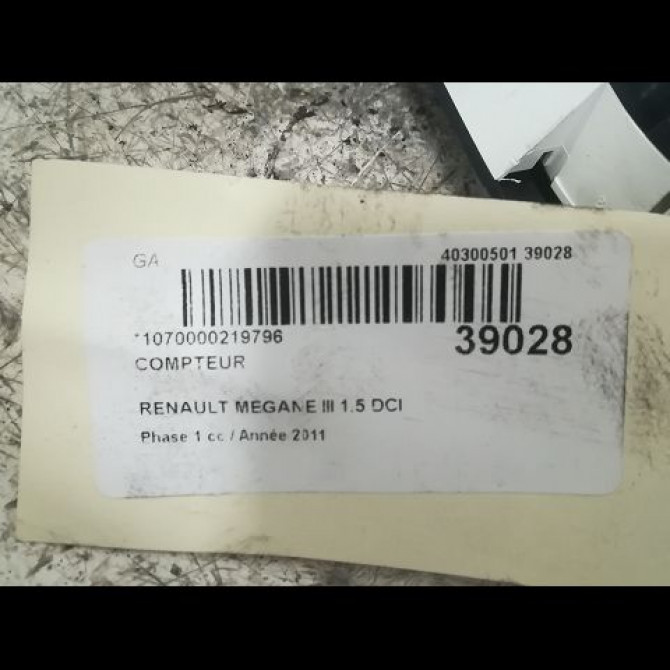 GA 40300501 39028
*1070000219796 39028
COMPTEUR
RENAULT MEGANE III 1.5 DCI
Phase 1 cc / Année 2011